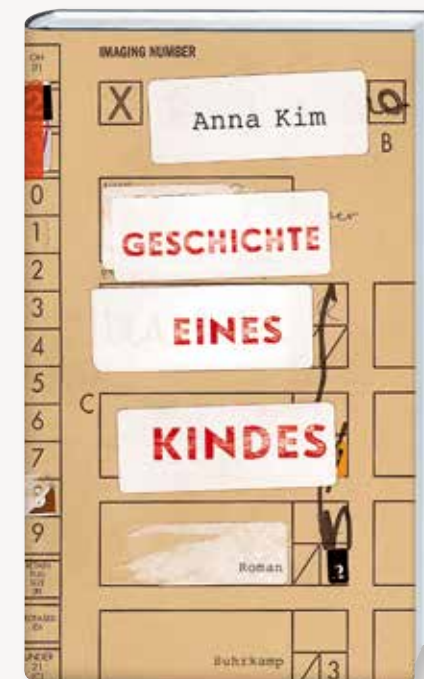 IMAGING NUMBER
X
Anna Kim
B
GESCHICHTE
EINES
KINDES
C
Roman
Suhrkamp
3
0
1
2
3
4
5
6
7
8
9